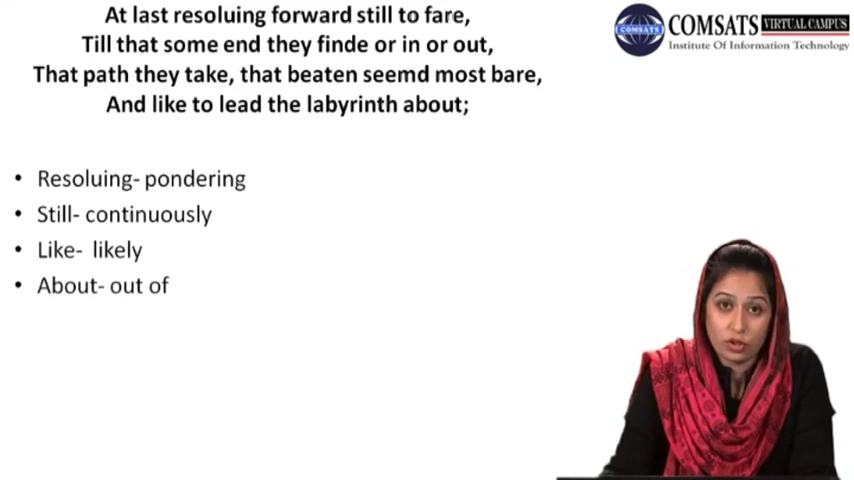 At last resoluing forward still to fare,
Till that some end they finde or in or out,
That path they take, that beaten seemd most bare,
And like to lead the labyrinth about;
COMSATS VIRTUAL CAMPUS
Institute Of Information Technology
COMSATS
• Resoluing- pondering
• Still- continuously
• Like- likely
• About- out of